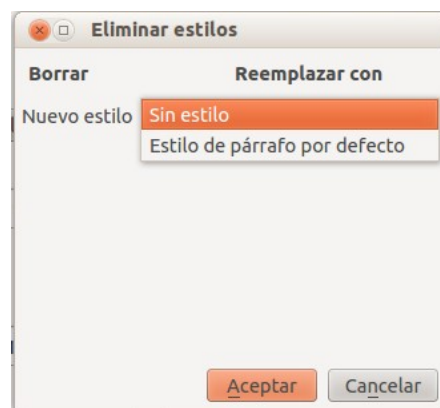 Eliminar estilos
Borrar Reemplazar con
Nuevo estilo Sin estilo
Estilo de párrafo por defecto
Aceptar Cancelar